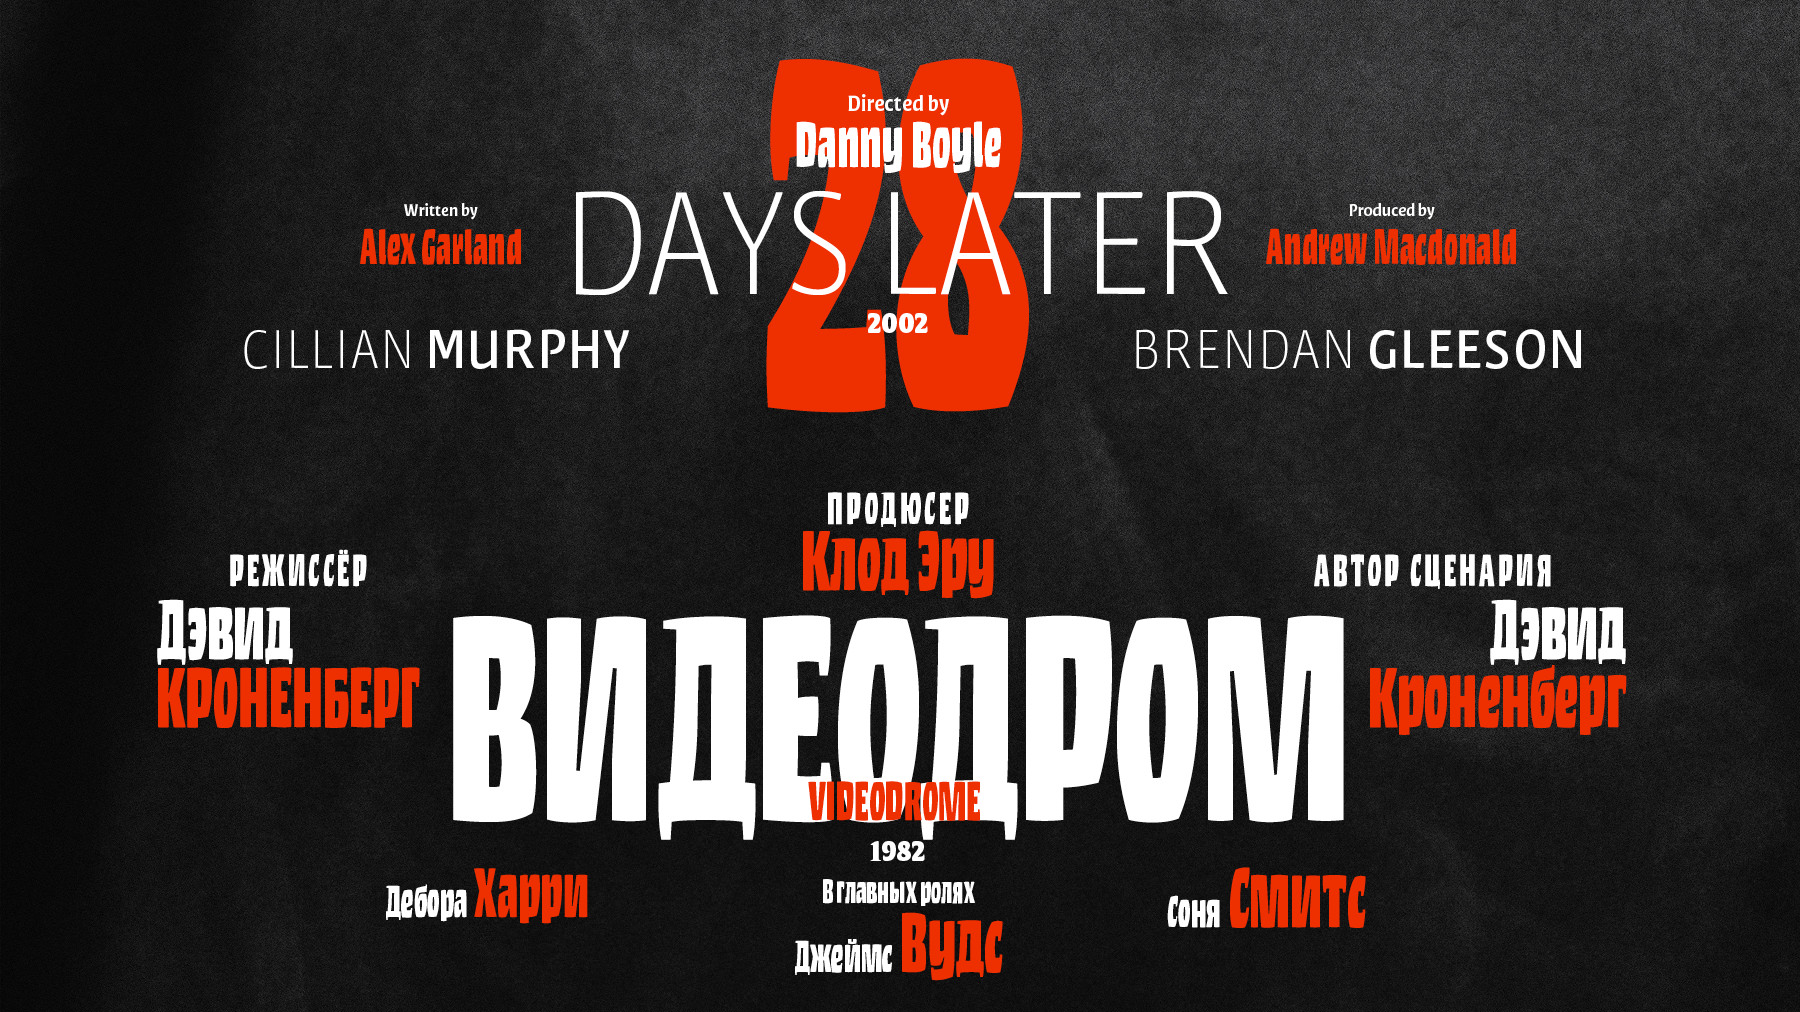 28
Directed by
Danny Boyle
DAYS LATER
2002
Written by
Alex Garland
Produced by
Andrew Macdonald
CILLIAN MURPHY
BRENDAN GLEESON
ПРОДЮСЕР
Клод Эру
РЕЖИССЁР
Дэвид
КРОНЕНБЕРГ
АВТОР СЦЕНАРИЯ
Дэвид
Кроненберг
ВИДЕОДРОМ
VIDEODROME
1982
В главных ролях
Дебора Харри
Джеймс Вудс
Соня Смитс